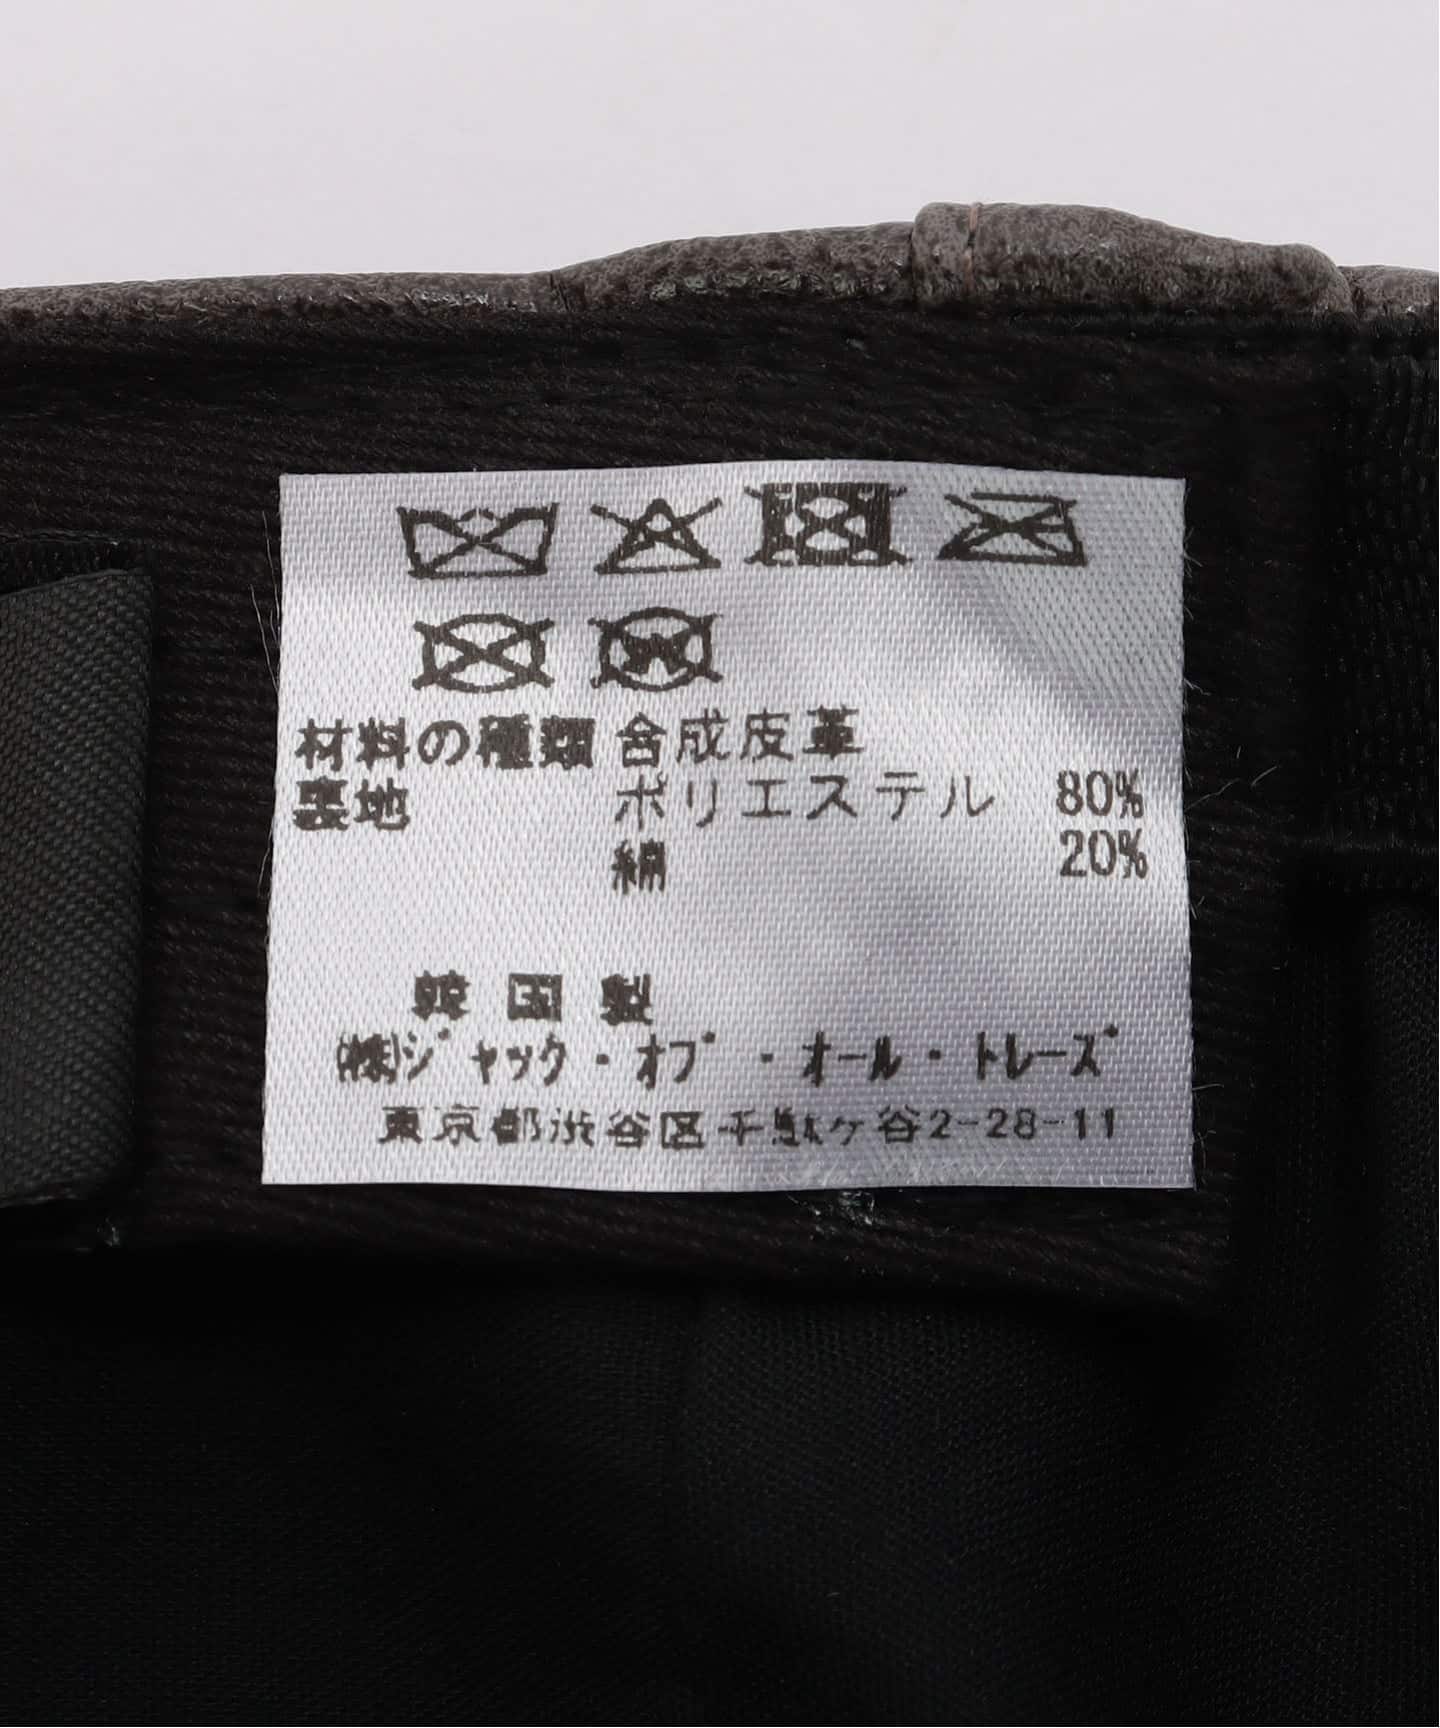 材料の種類 合成皮革
裏地 ポリエステル 80%
綿 20%
韓国製
㈱ジャック・オブ・オール・トレーズ
東京都渋谷区千駄ヶ谷2-28-11